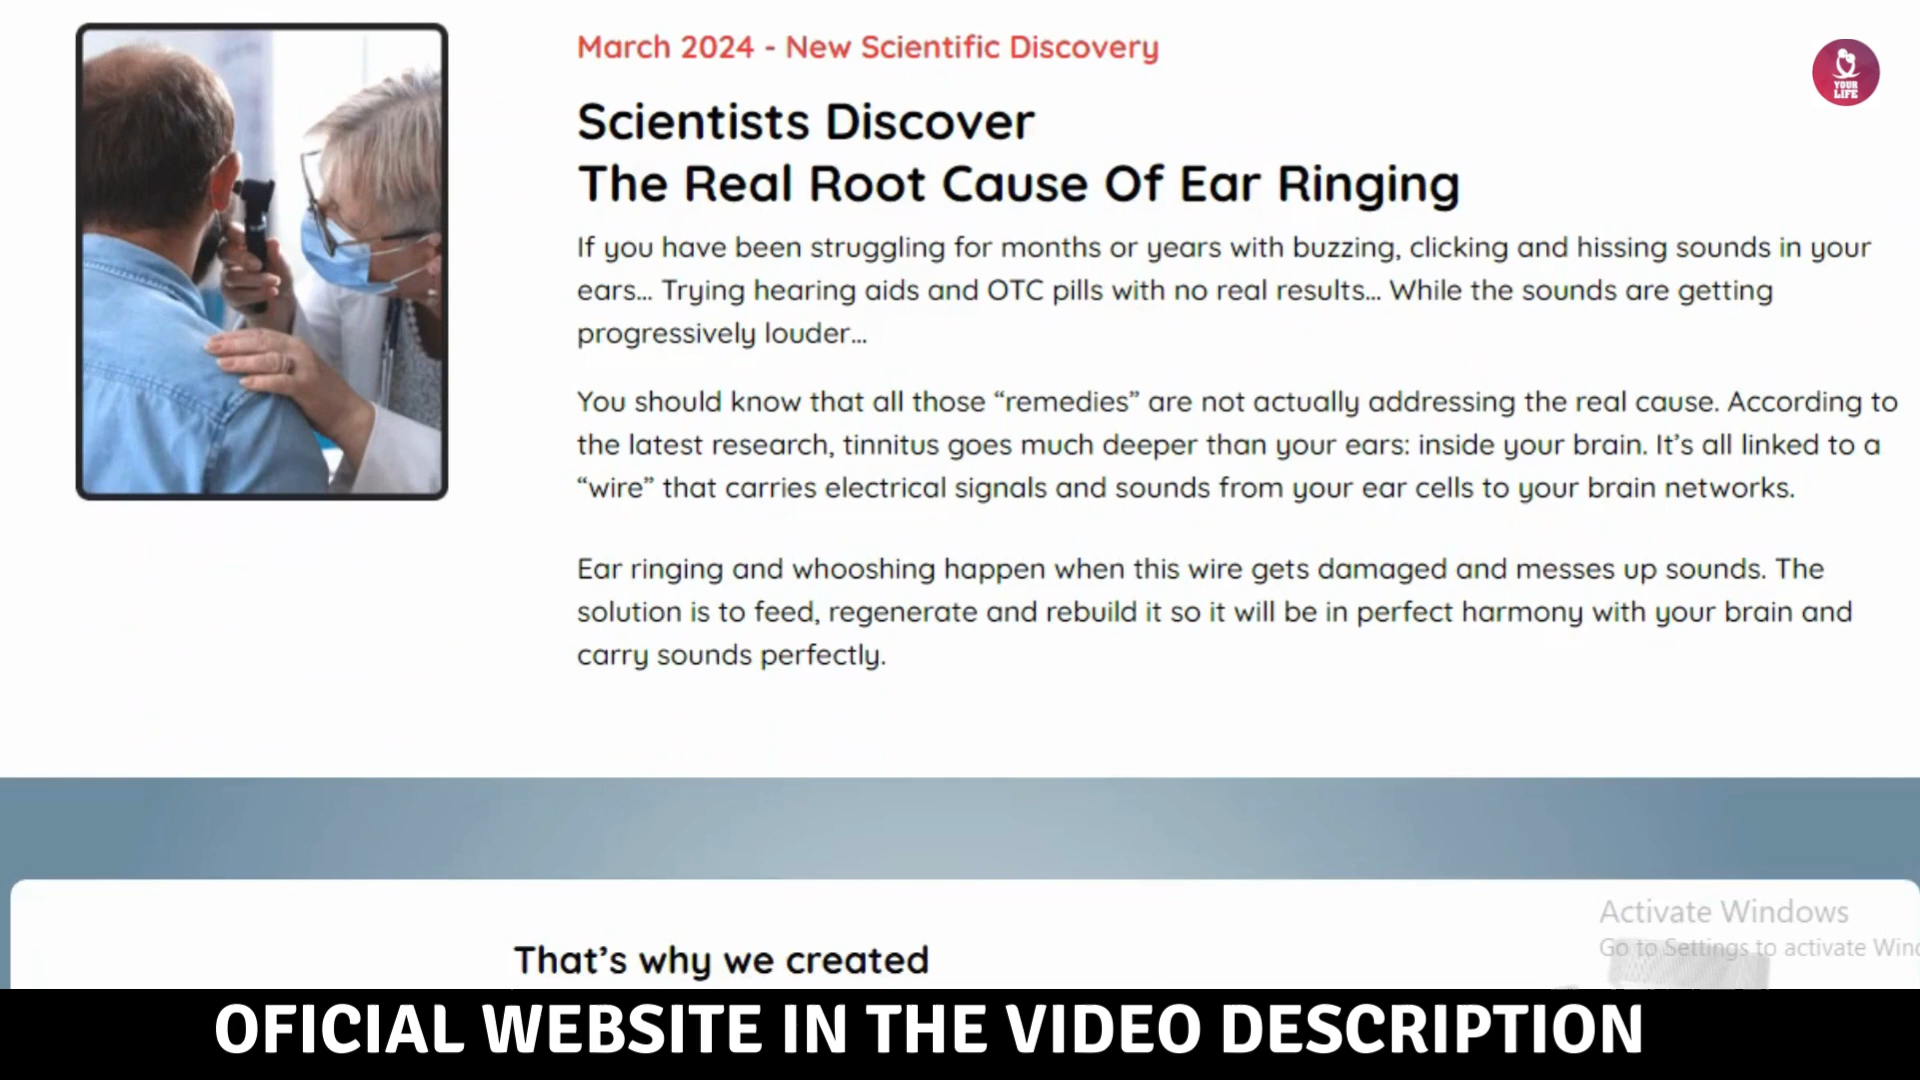 March 2024 - New Scientific Discovery
YOUR
LIFE
Scientists Discover
The Real Root Cause Of Ear Ringing
If you have been struggling for months or years with buzzing, clicking and hissing sounds in your
ears... Trying hearing aids and OTC pills with no real results... While the sounds are getting
progressively louder...
You should know that all those “remedies” are not actually addressing the real cause. According to
the latest research, tinnitus goes much deeper than your ears: inside your brain. It’s all linked to a
“wire” that carries electrical signals and sounds from your ear cells to your brain networks.
Ear ringing and whooshing happen when this wire gets damaged and messes up sounds. The
solution is to feed, regenerate and rebuild it so it will be in perfect harmony with your brain and
carry sounds perfectly.
Activate Windows
Go to Settings to activate Wind
That’s why we created
OFICIAL WEBSITE IN THE VIDEO DESCRIPTION